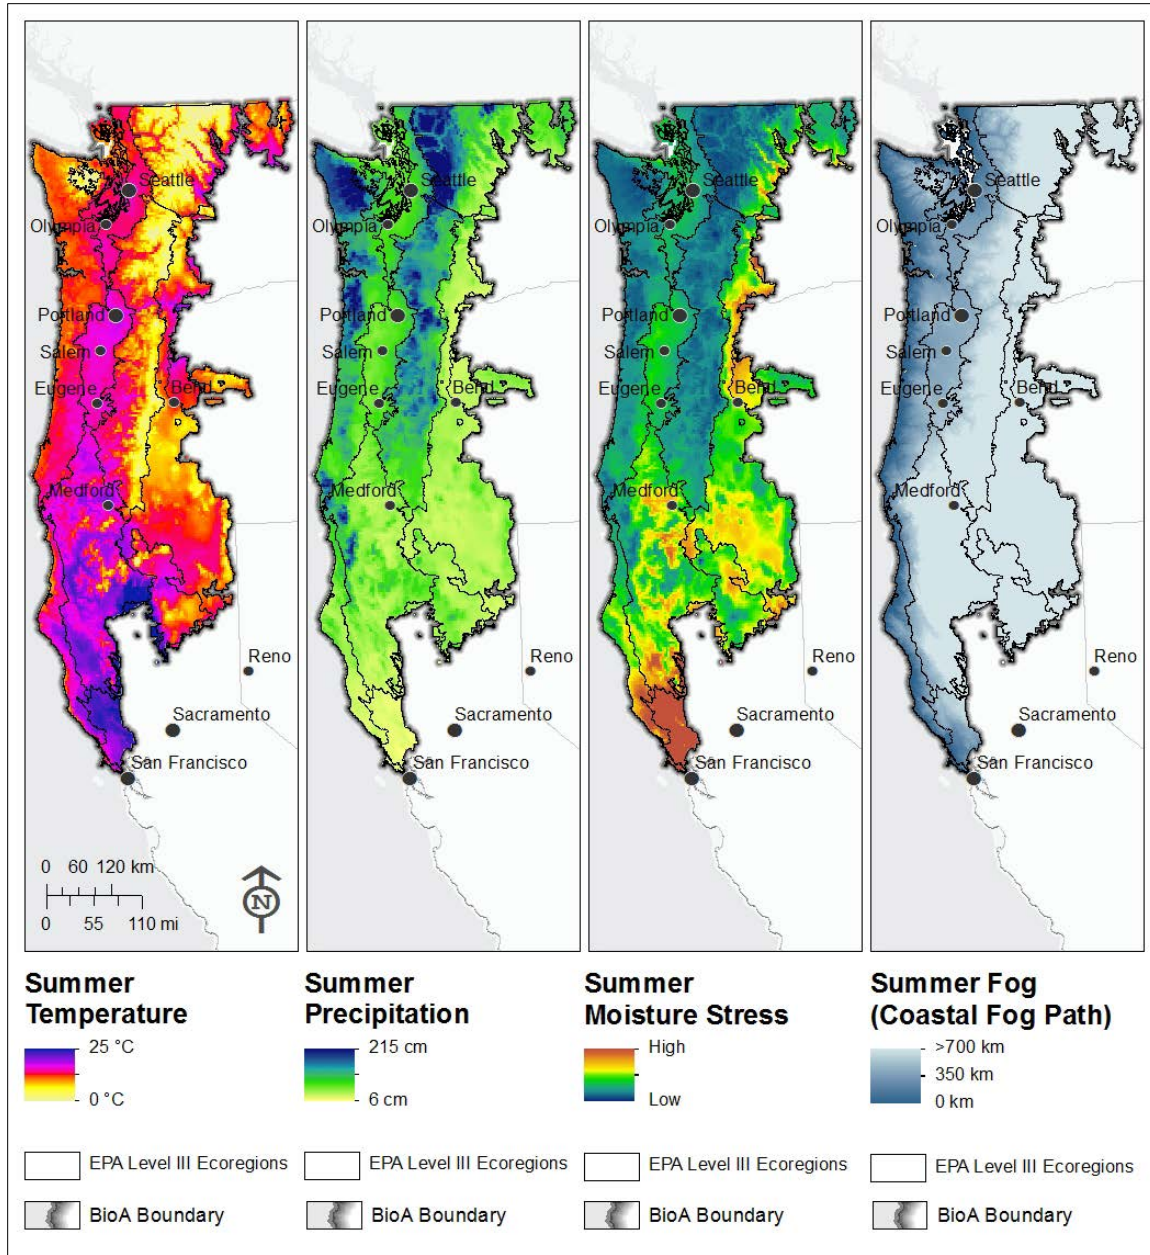 Seattle
Olympia
Portland
Salem
Eugene
Bend
Medford
Reno
Sacramento
San Francisco
0 60 120 km
0 55 110 mi
N
Seattle
Olympia
Portland
Salem
Eugene
Bend
Medford
Reno
Sacramento
San Francisco
Seattle
Olympia
Portland
Salem
Eugene
Bend
Medford
Reno
Sacramento
San Francisco
Seattle
Olympia
Portland
Salem
Eugene
Bend
Medford
Reno
Sacramento
San Francisco
Summer
Temperature
25 °C
0 °C
EPA Level III Ecoregions
BioA Boundary
Summer
Precipitation
215 cm
6 cm
EPA Level III Ecoregions
BioA Boundary
Summer
Moisture Stress
High
Low
EPA Level III Ecoregions
BioA Boundary
Summer Fog
(Coastal Fog Path)
>700 km
350 km
0 km
EPA Level III Ecoregions
BioA Boundary